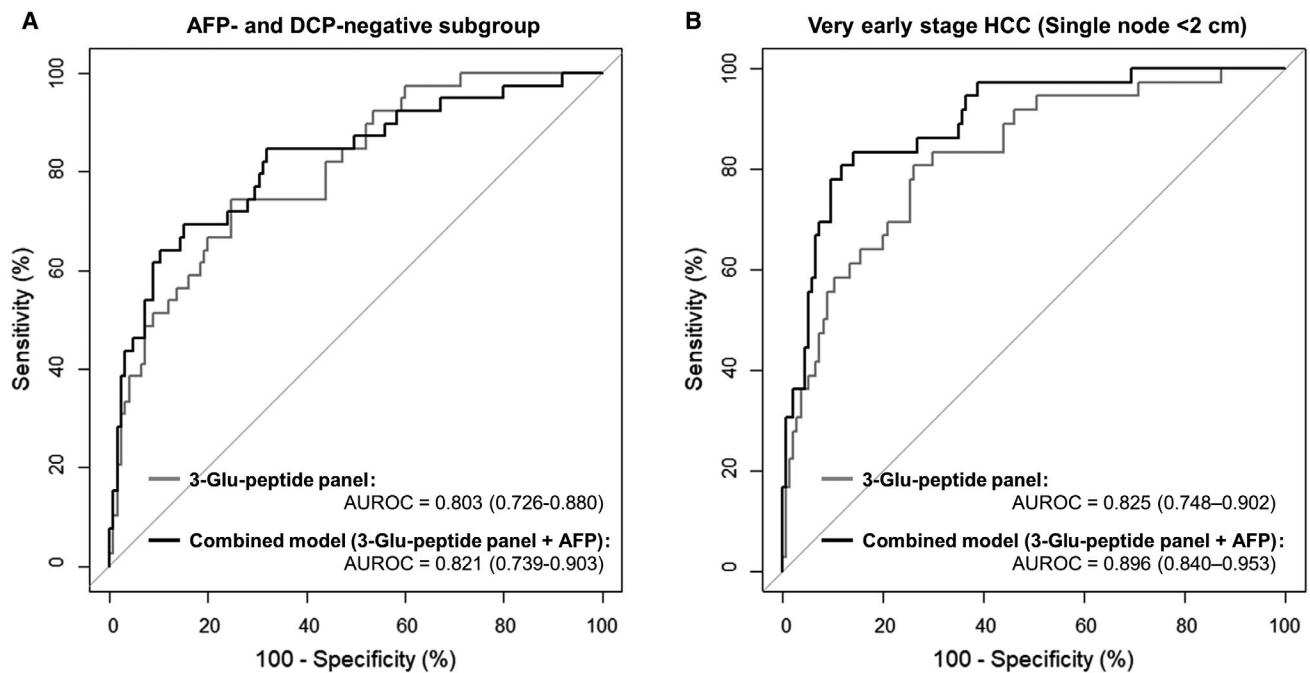 A
AFP- and DCP-negative subgroup
100
80
60
40
20
0
Sensitivity (%)
3-Glu-peptide panel:
AUROC = 0.803 (0.726-0.880)
Combined model (3-Glu-peptide panel + AFP):
AUROC = 0.821 (0.739-0.903)
0 20 40 60 80 100
100 - Specificity (%)
B
Very early stage HCC (Single node <2 cm)
100
80
60
40
20
0
Sensitivity (%)
3-Glu-peptide panel:
AUROC = 0.825 (0.748–0.902)
Combined model (3-Glu-peptide panel + AFP):
AUROC = 0.896 (0.840–0.953)
0 20 40 60 80 100
100 - Specificity (%)